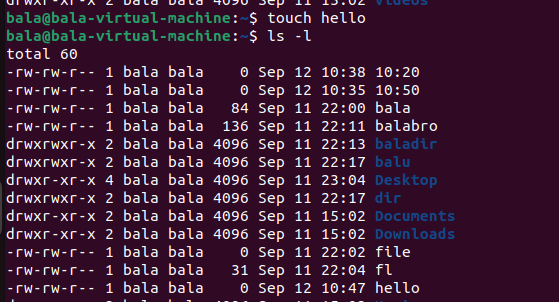 drwxr-xr-x 2 bala bala 4096 Sep 11 15:02 Videos
bala@bala-virtual-machine:~$ touch hello
bala@bala-virtual-machine:~$ ls -l
total 60
-rw-rw-r-- 1 bala bala    0 Sep 12 10:38 10:20
-rw-rw-r-- 1 bala bala    0 Sep 12 10:35 10:50
-rw-rw-r-- 1 bala bala   84 Sep 11 22:00 bala
-rw-rw-r-- 1 bala bala  136 Sep 11 22:11 balabro
drwxrwxr-x 2 bala bala 4096 Sep 11 22:13 baladir
drwxrwxr-x 2 bala bala 4096 Sep 11 22:17 balu
drwxr-xr-x 4 bala bala 4096 Sep 11 23:04 Desktop
drwxrwxr-x 2 bala bala 4096 Sep 11 22:17 dir
drwxr-xr-x 2 bala bala 4096 Sep 11 15:02 Documents
drwxr-xr-x 2 bala bala 4096 Sep 11 15:02 Downloads
-rw-rw-r-- 1 bala bala    0 Sep 11 22:02 file
-rw-rw-r-- 1 bala bala   31 Sep 11 22:04 fl
-rw-rw-r-- 1 bala bala    0 Sep 12 10:47 hello